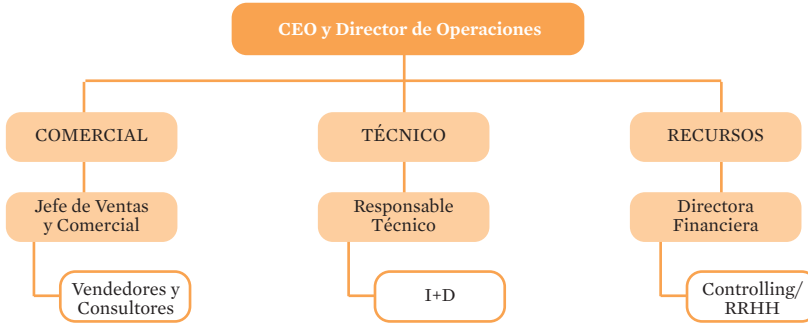 CEO y Director de Operaciones
COMERCIAL
TÉCNICO
RECURSOS
Jefe de Ventas
y Comercial
Responsable
Técnico
Directora
Financiera
Vendedores y
Consultores
I+D
Controlling/
RRHH